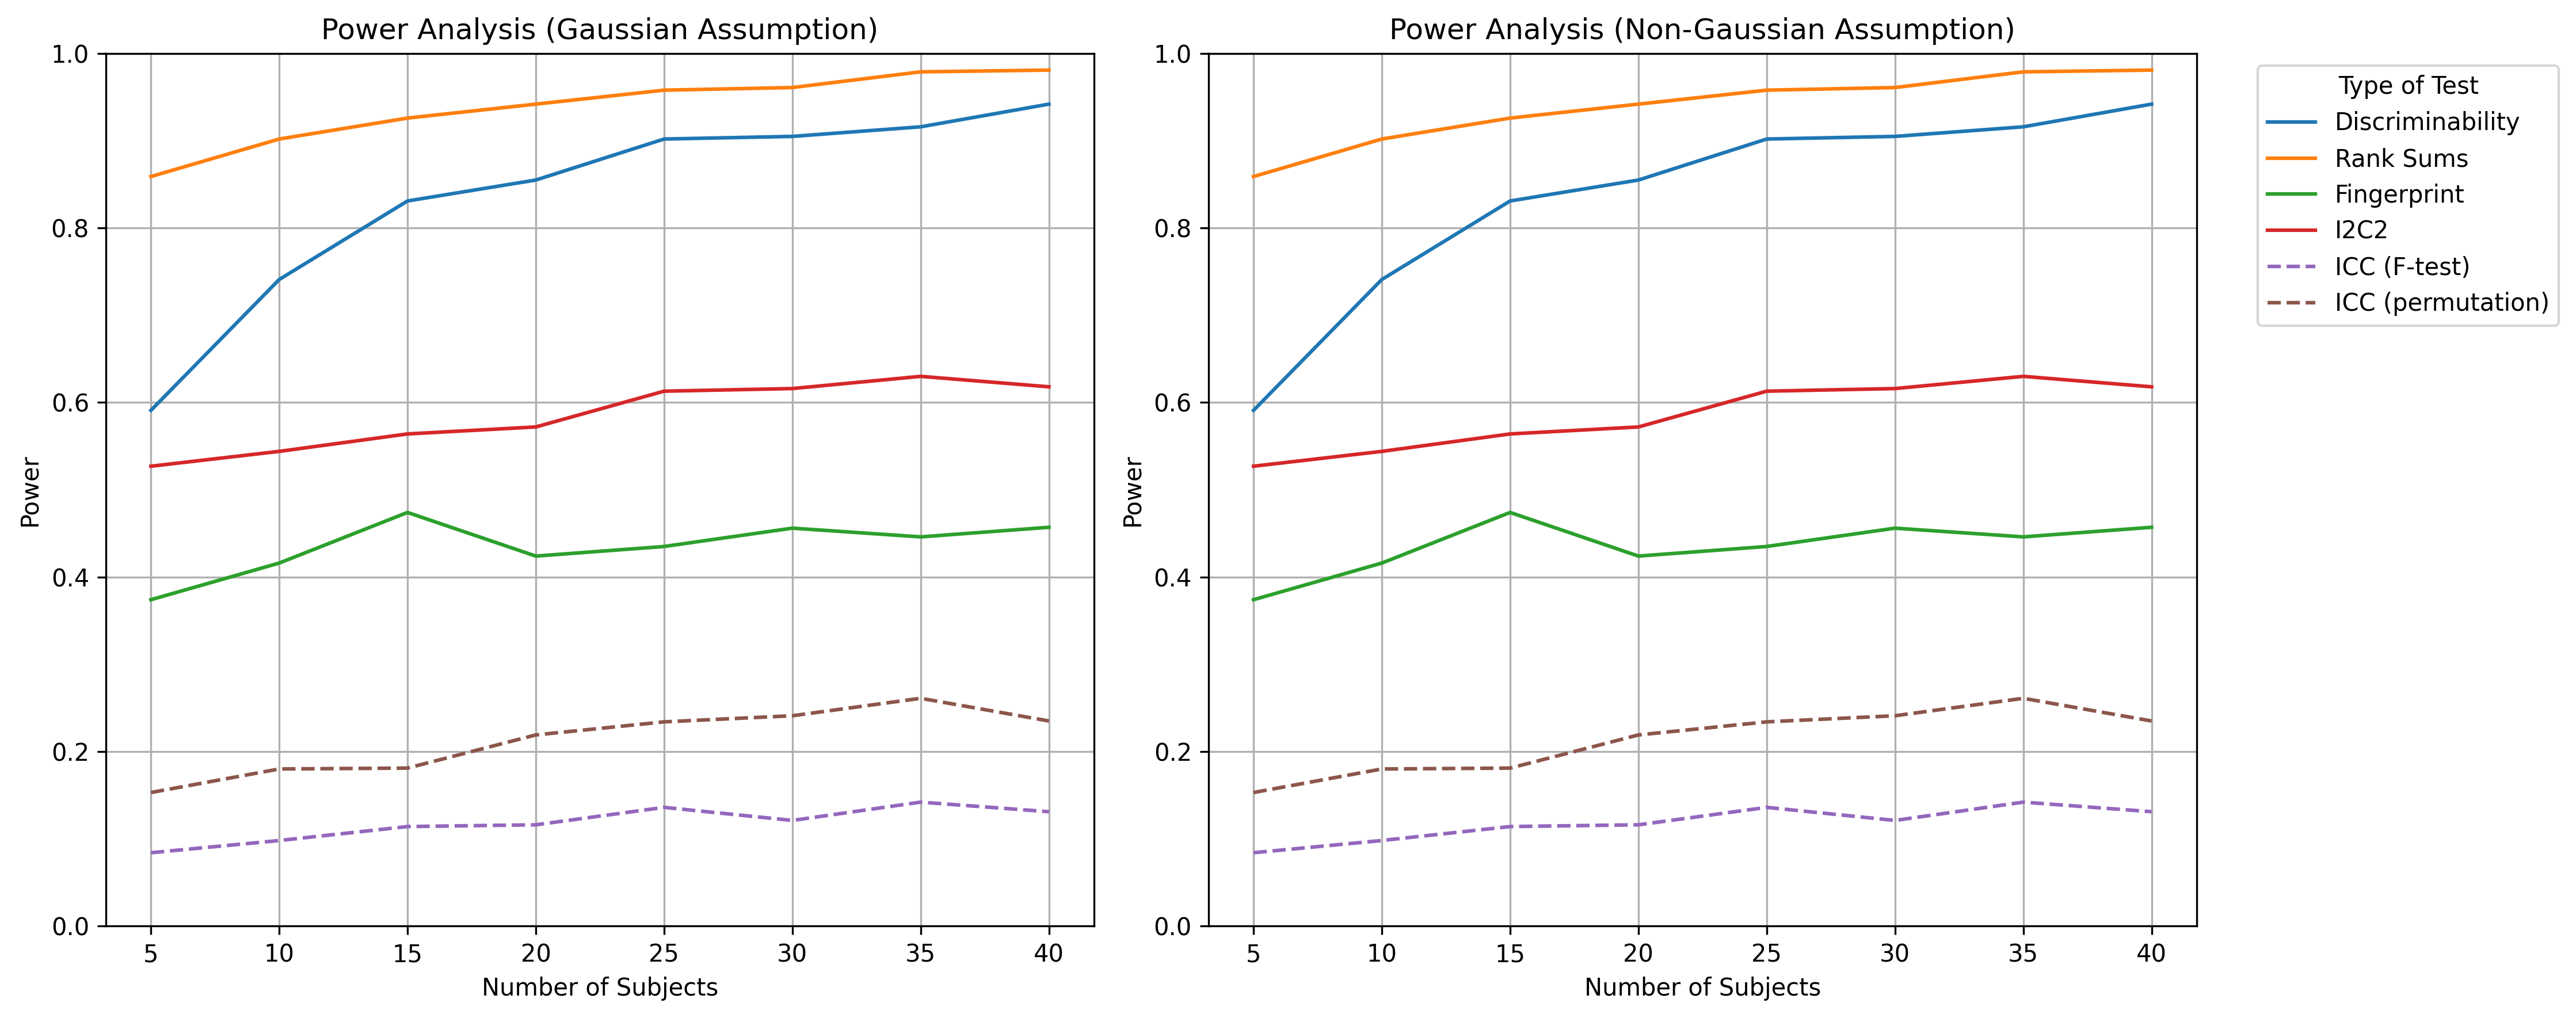 Power Analysis (Gaussian Assumption)
1.0
0.8
0.6
0.4
0.2
0.0
Power
5 10 15 20 25 30 35 40
Number of Subjects
Power Analysis (Non-Gaussian Assumption)
1.0
0.8
0.6
0.4
0.2
0.0
Power
5 10 15 20 25 30 35 40
Number of Subjects
Type of Test
Discriminability
Rank Sums
Fingerprint
I2C2
ICC (F-test)
ICC (permutation)